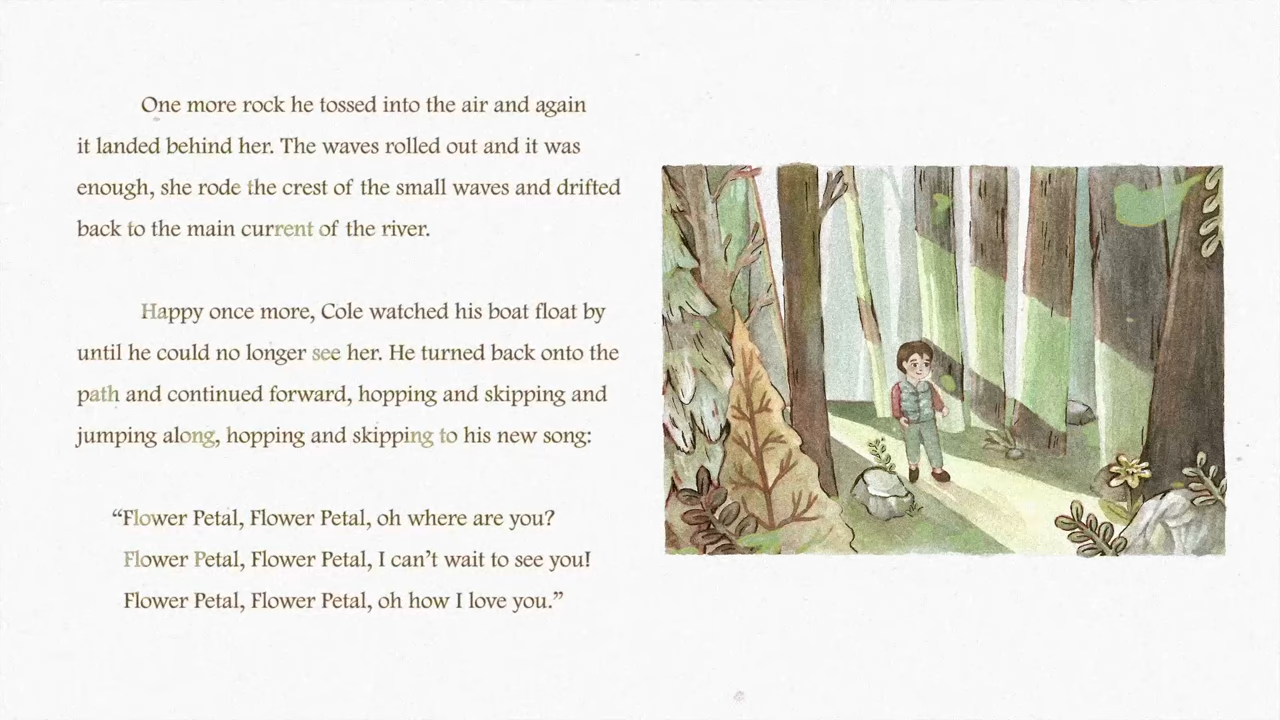 One more rock he tossed into the air and again
it landed behind her. The waves rolled out and it was
enough, she rode the crest of the small waves and drifted
back to the main current of the river.
Happy once more, Cole watched his boat float by
until he could no longer see her. He turned back onto the
path and continued forward, hopping and skipping and
jumping along, hopping and skipping to his new song:
“Flower Petal, Flower Petal, oh where are you?
Flower Petal, Flower Petal, I can’t wait to see you!
Flower Petal, Flower Petal, oh how I love you.”